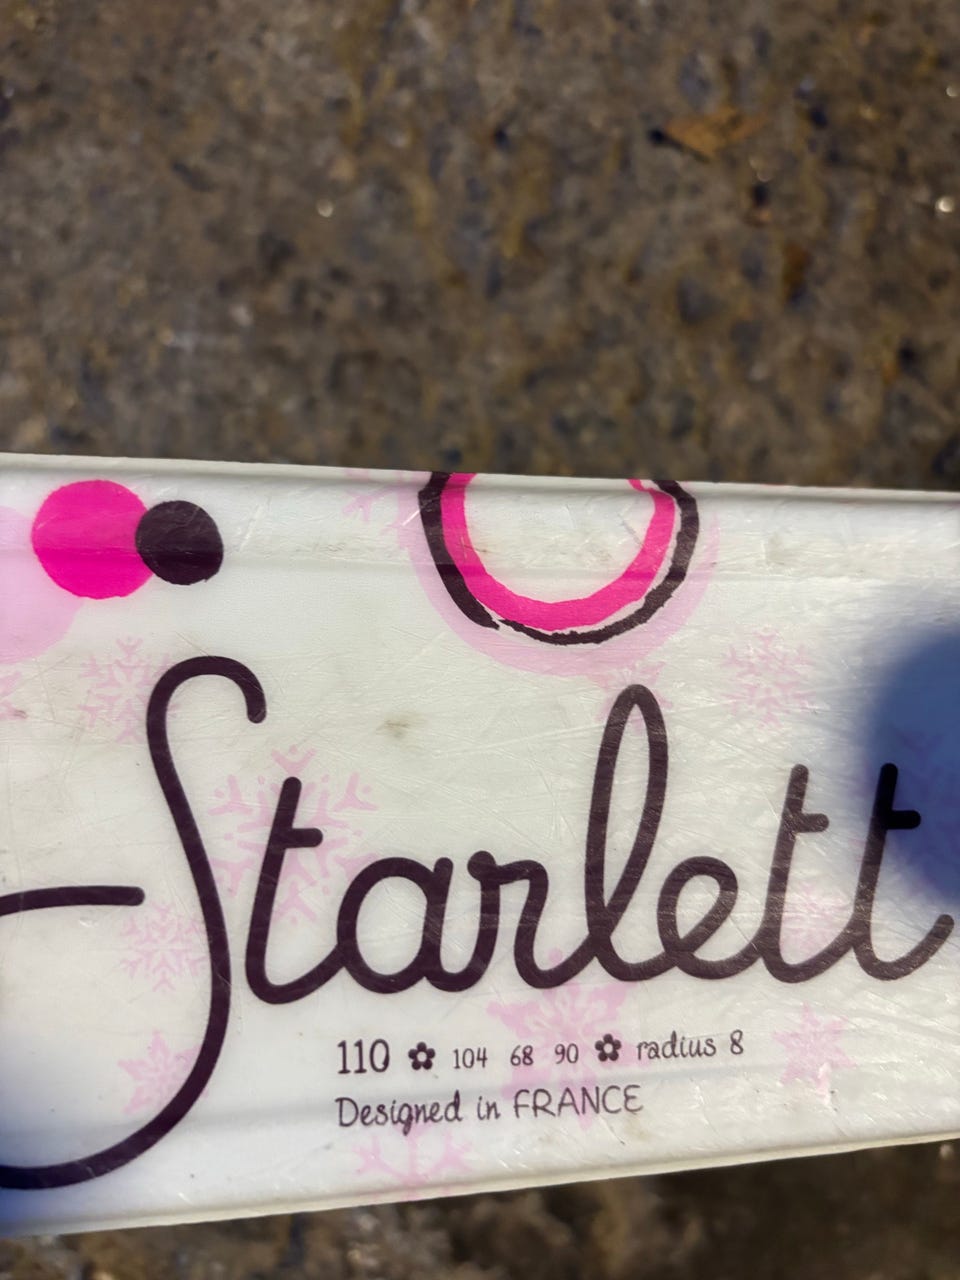 Starlett
110 ✿ 104 68 90 ✿ radius 8
Designed in FRANCE